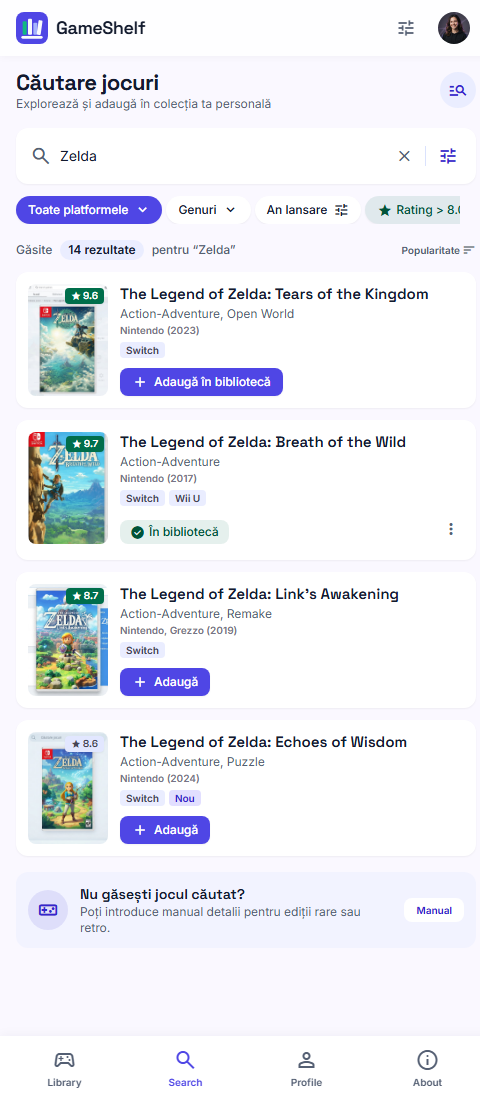 GameShelf
Căutare jocuri
Explorează și adaugă în colecția ta personală
Zelda
Toate platformele
Genuri
An lansare
Rating > 8.
Găsite 14 rezultate pentru “Zelda”
Popularitate
9.6
ZELDA
The Legend of Zelda: Tears of the Kingdom
Action-Adventure, Open World
Nintendo (2023)
Switch
Adaugă în bibliotecă
9.7
ZELDA
The Legend of Zelda: Breath of the Wild
Action-Adventure
Nintendo (2017)
Switch
Wii U
În bibliotecă
8.7
ZELDA
The Legend of Zelda: Link’s Awakening
Action-Adventure, Remake
Nintendo, Grezzo (2019)
Switch
Adaugă
8.6
ZELDA
The Legend of Zelda: Echoes of Wisdom
Action-Adventure, Puzzle
Nintendo (2024)
Switch
Nou
Adaugă
Nu găsești jocul căutat?
Poți introduce manual detalii pentru ediții rare sau
retro.
Manual
Library
Search
Profile
About